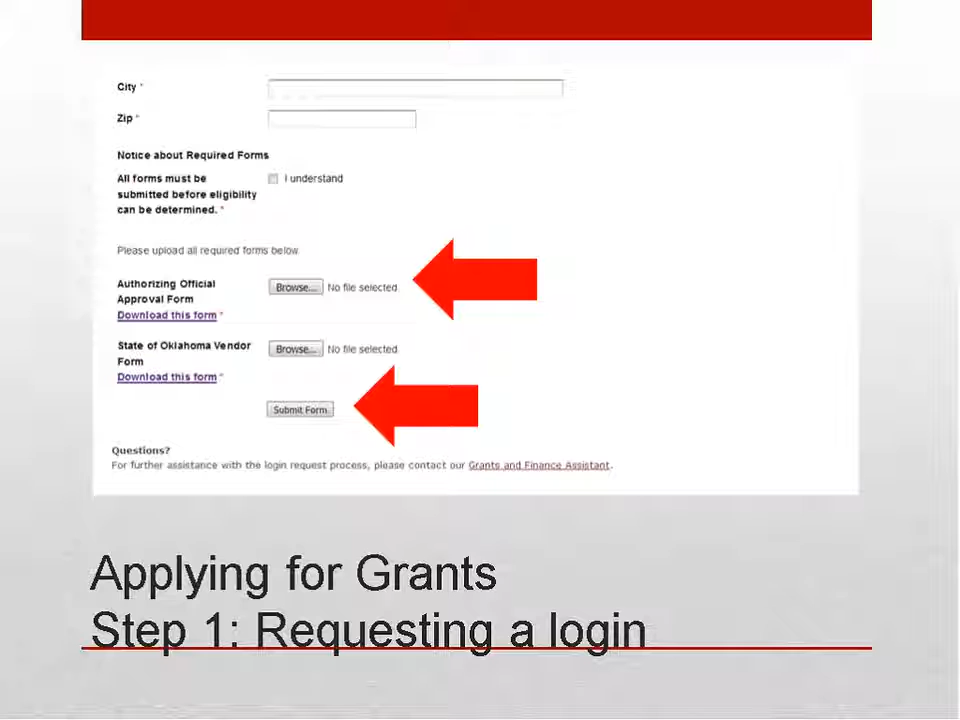 City *
Zip *
Notice about Required Forms
All forms must be
submitted before eligibility
can be determined. *
I understand
Please upload all required forms below.
Authorizing Official
Approval Form
Download this form *
Browse... No file selected.
State of Oklahoma Vendor
Form
Download this form *
Browse... No file selected.
Submit Form
Questions?
For further assistance with the login request process, please contact our Grants and Finance Assistant.
Applying for Grants
Step 1: Requesting a login